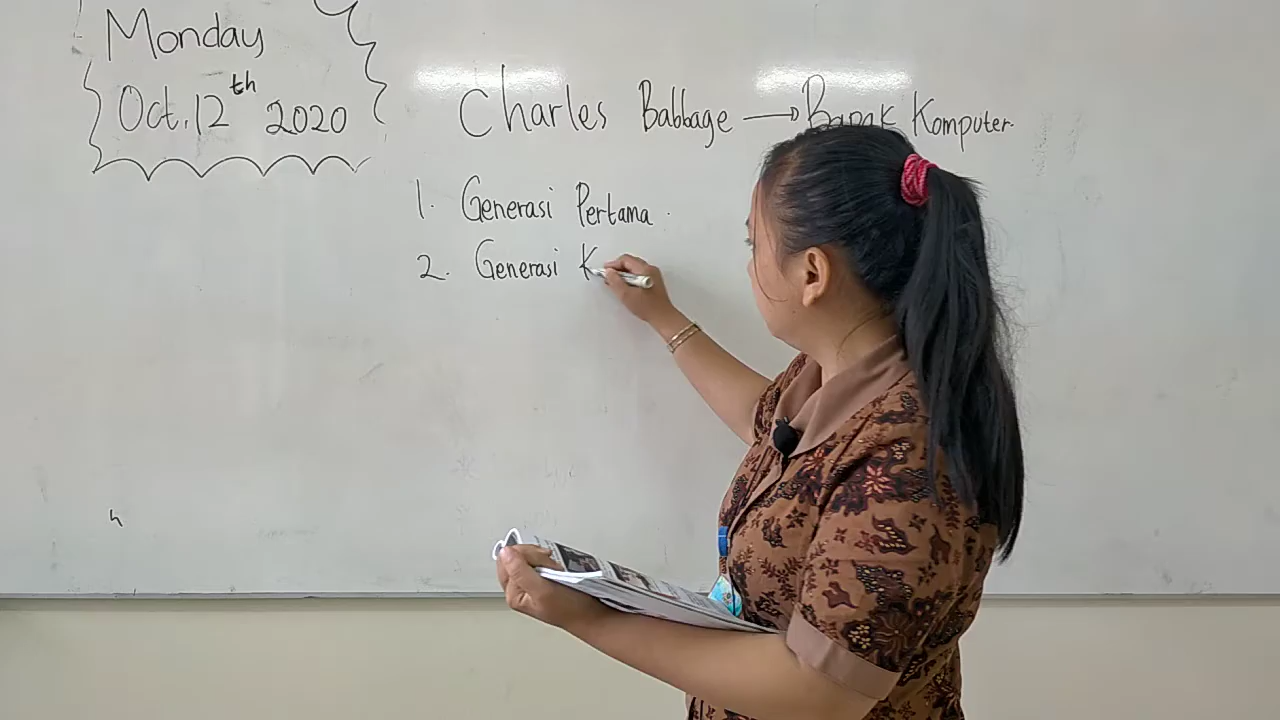 Monday
Oct. 12th 2020
Charles Babbage → Bapak Komputer
1. Generasi Pertama
2. Generasi K